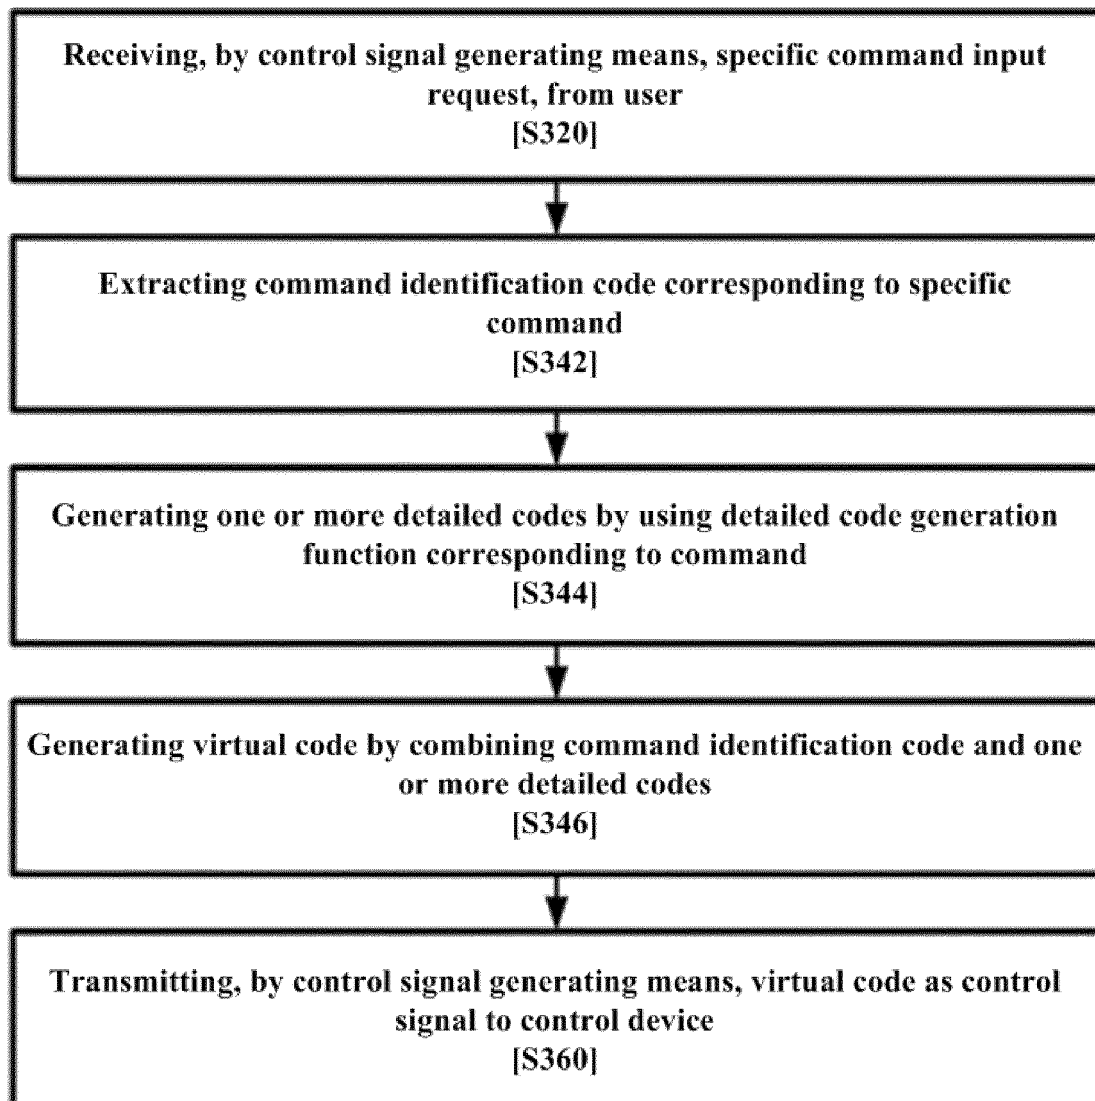 Receiving, by control signal generating means, specific command input
request, from user
[S320]
Extracting command identification code corresponding to specific
command
[S342]
Generating one or more detailed codes by using detailed code generation
function corresponding to command
[S344]
Generating virtual code by combining command identification code and one
or more detailed codes
[S346]
Transmitting, by control signal generating means, virtual code as control
signal to control device
[S360]